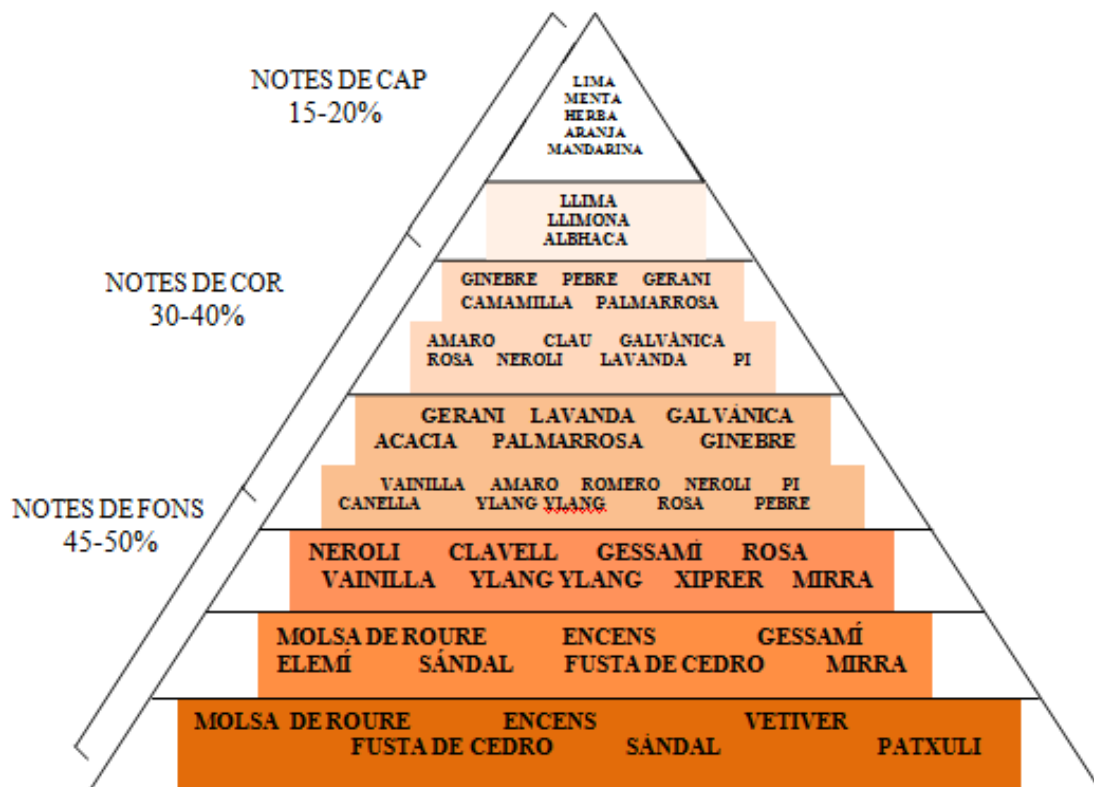 NOTES DE CAP
15-20%
LIMA
MENTA
HERBA
ARANJA
MANDARINA
LLIMA
LLIMONA
ALBHACA
NOTES DE COR
30-40%
GINEBRE PEBRE GERANI
CAMAMILLA PALMARROSA
AMARO CLAU GALVÀNICA
ROSA NEROLI LAVANDA PI
GERANI LAVANDA GALVÀNICA
ACACIA PALMARROSA GINEBRE
NOTES DE FONS
45-50%
VAINILLA AMARO ROMERO NEROLI PI
CANELLA YLANG YLANG ROSA PEBRE
NEROLI CLAVELL GESSAMÍ ROSA
VAINILLA YLANG YLANG XIPRER MIRRA
MOLSA DE ROURE ENCENS GESSAMÍ
ELEMÍ SÁNDAL FUSTA DE CEDRO MIRRA
MOLSA DE ROURE ENCENS VETIVER
FUSTA DE CEDRO SÀNDAL PATXULI